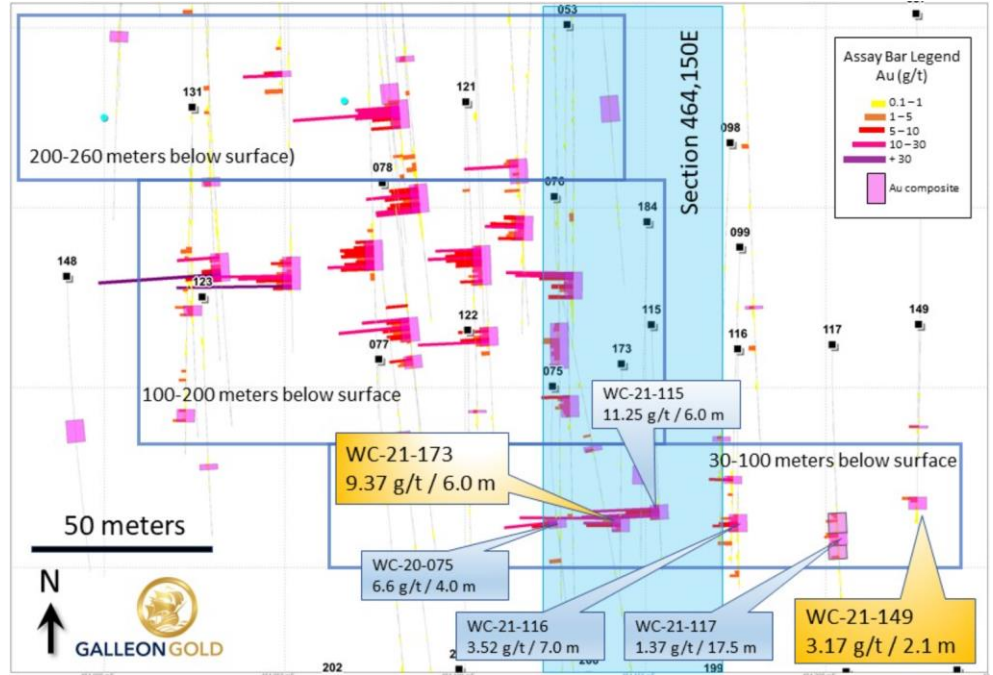 053
Assay Bar Legend
Au (g/t)
0.1 – 1
1 – 5
5 – 10
10 – 30
+ 30
Au composite
Section 464,150E
131
121
098
200-260 meters below surface)
078
076
184
099
148
123
115
149
122
116
117
077
173
075
100-200 meters below surface
WC-21-115
11.25 g/t / 6.0 m
WC-21-173
9.37 g/t / 6.0 m
30-100 meters below surface
50 meters
WC-20-075
6.6 g/t / 4.0 m
N
GALLEON GOLD
WC-21-116
3.52 g/t / 7.0 m
WC-21-117
1.37 g/t / 17.5 m
WC-21-149
3.17 g/t / 2.1 m
202
199